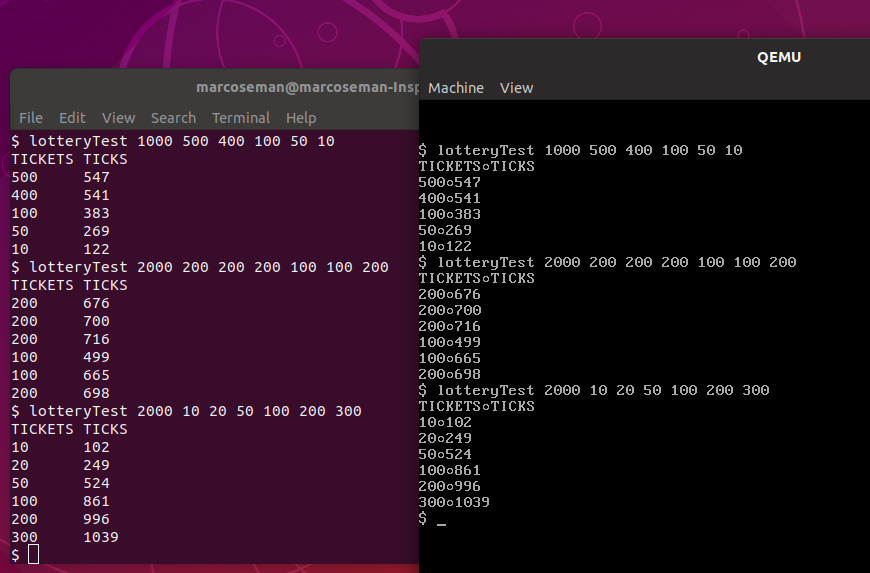 marcoseman@marcoseman-Insp
File Edit View Search Terminal Help
$ lotteryTest 1000 500 400 100 50 10
TICKETS TICKS
500 547
400 541
100 383
50 269
10 122
$ lotteryTest 2000 200 200 200 100 100 200
TICKETS TICKS
200 676
200 700
200 716
100 499
100 665
200 698
$ lotteryTest 2000 10 20 50 100 200 300
TICKETS TICKS
10 102
20 249
50 524
100 861
200 996
300 1039
$
QEMU
Machine View
$ lotteryTest 1000 500 400 100 50 10
TICKETS○TICKS
500○547
400○541
100○383
50○269
10○122
$ lotteryTest 2000 200 200 200 100 100 200
TICKETS○TICKS
200○676
200○700
200○716
100○499
100○665
200○698
$ lotteryTest 2000 10 20 50 100 200 300
TICKETS○TICKS
10○102
20○249
50○524
100○861
200○996
300○1039
$ _